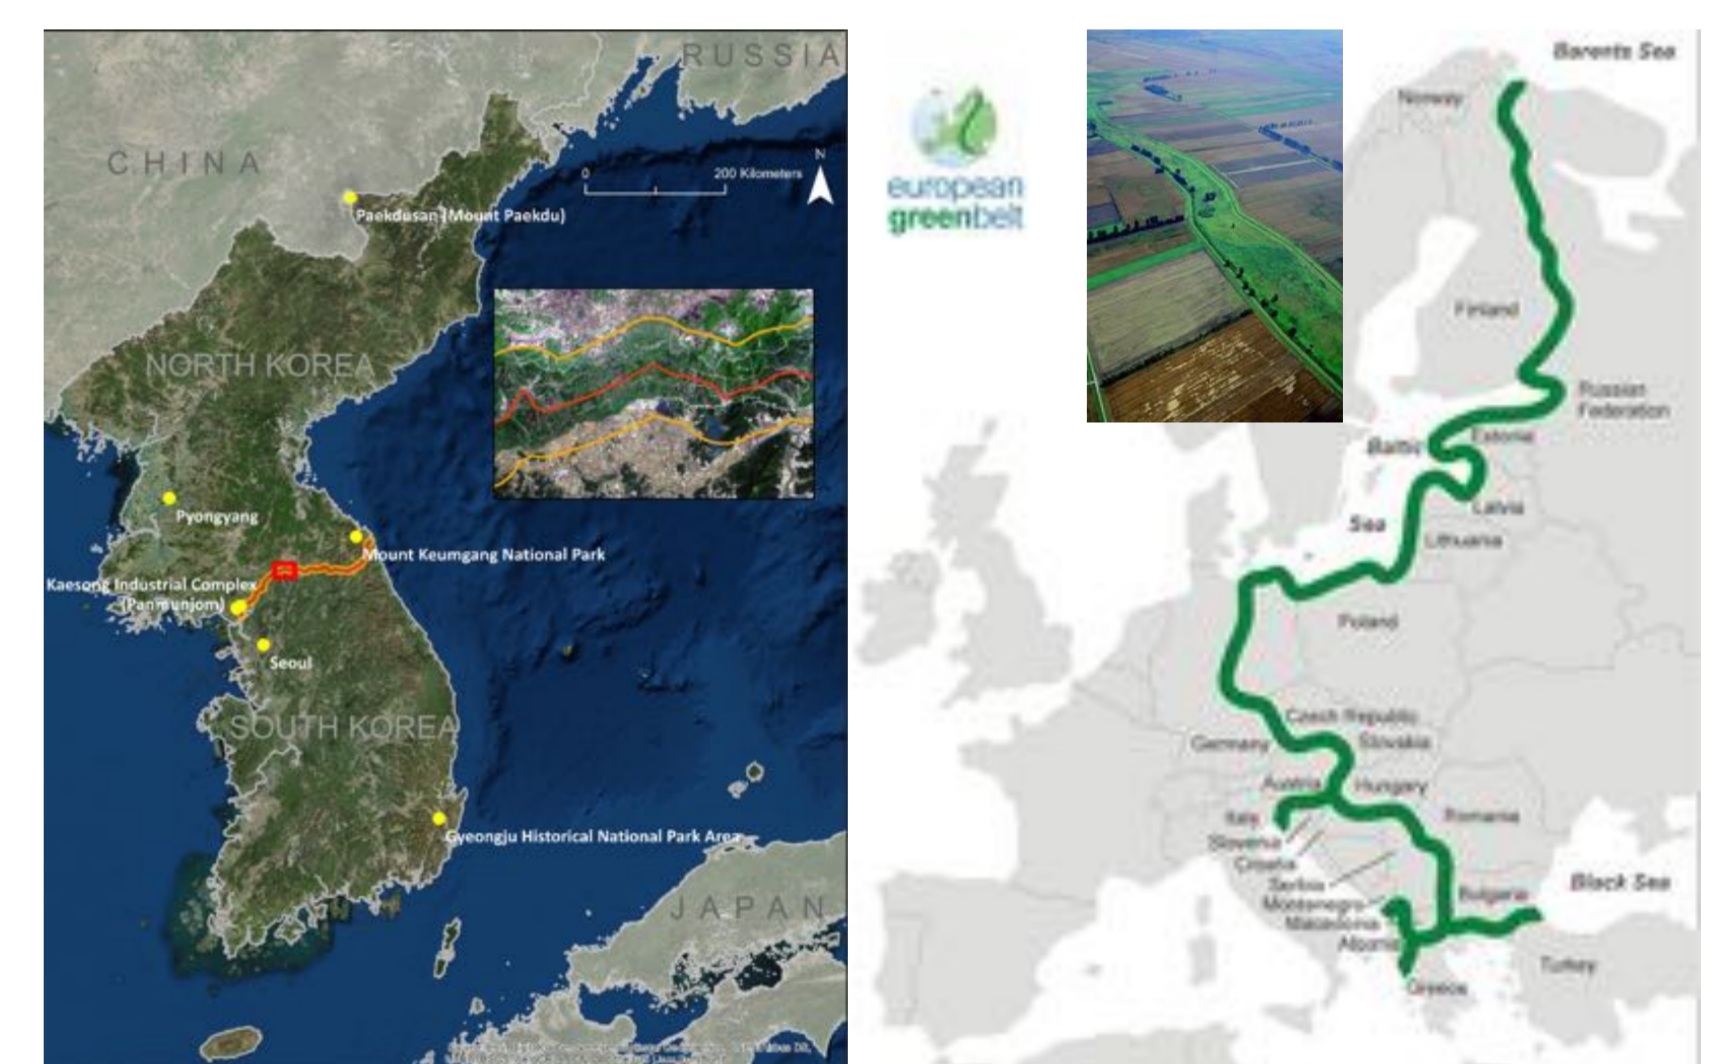 RUSSIA
CHINA
N
0 200 Kilometers
Paekdusan (Mount Paekdu)
NORTH KOREA
Pyongyang
Mount Keumgang National Park
Kaesong Industrial Complex
(Panmunjom)
Seoul
SOUTH KOREA
Gyeongju Historical National Park Area
JAPAN
european
greenbelt
Barents Sea
Norway
Finland
Russian
Federation
Baltic
Estonia
Sea
Latvia
Lithuania
Poland
Czech Republic
Germany
Slovakia
Austria
Hungary
Italy
Romania
Slovenia
Croatia
Serbia
Black Sea
Montenegro
Bulgaria
Macedonia
Albania
Turkey
Greece